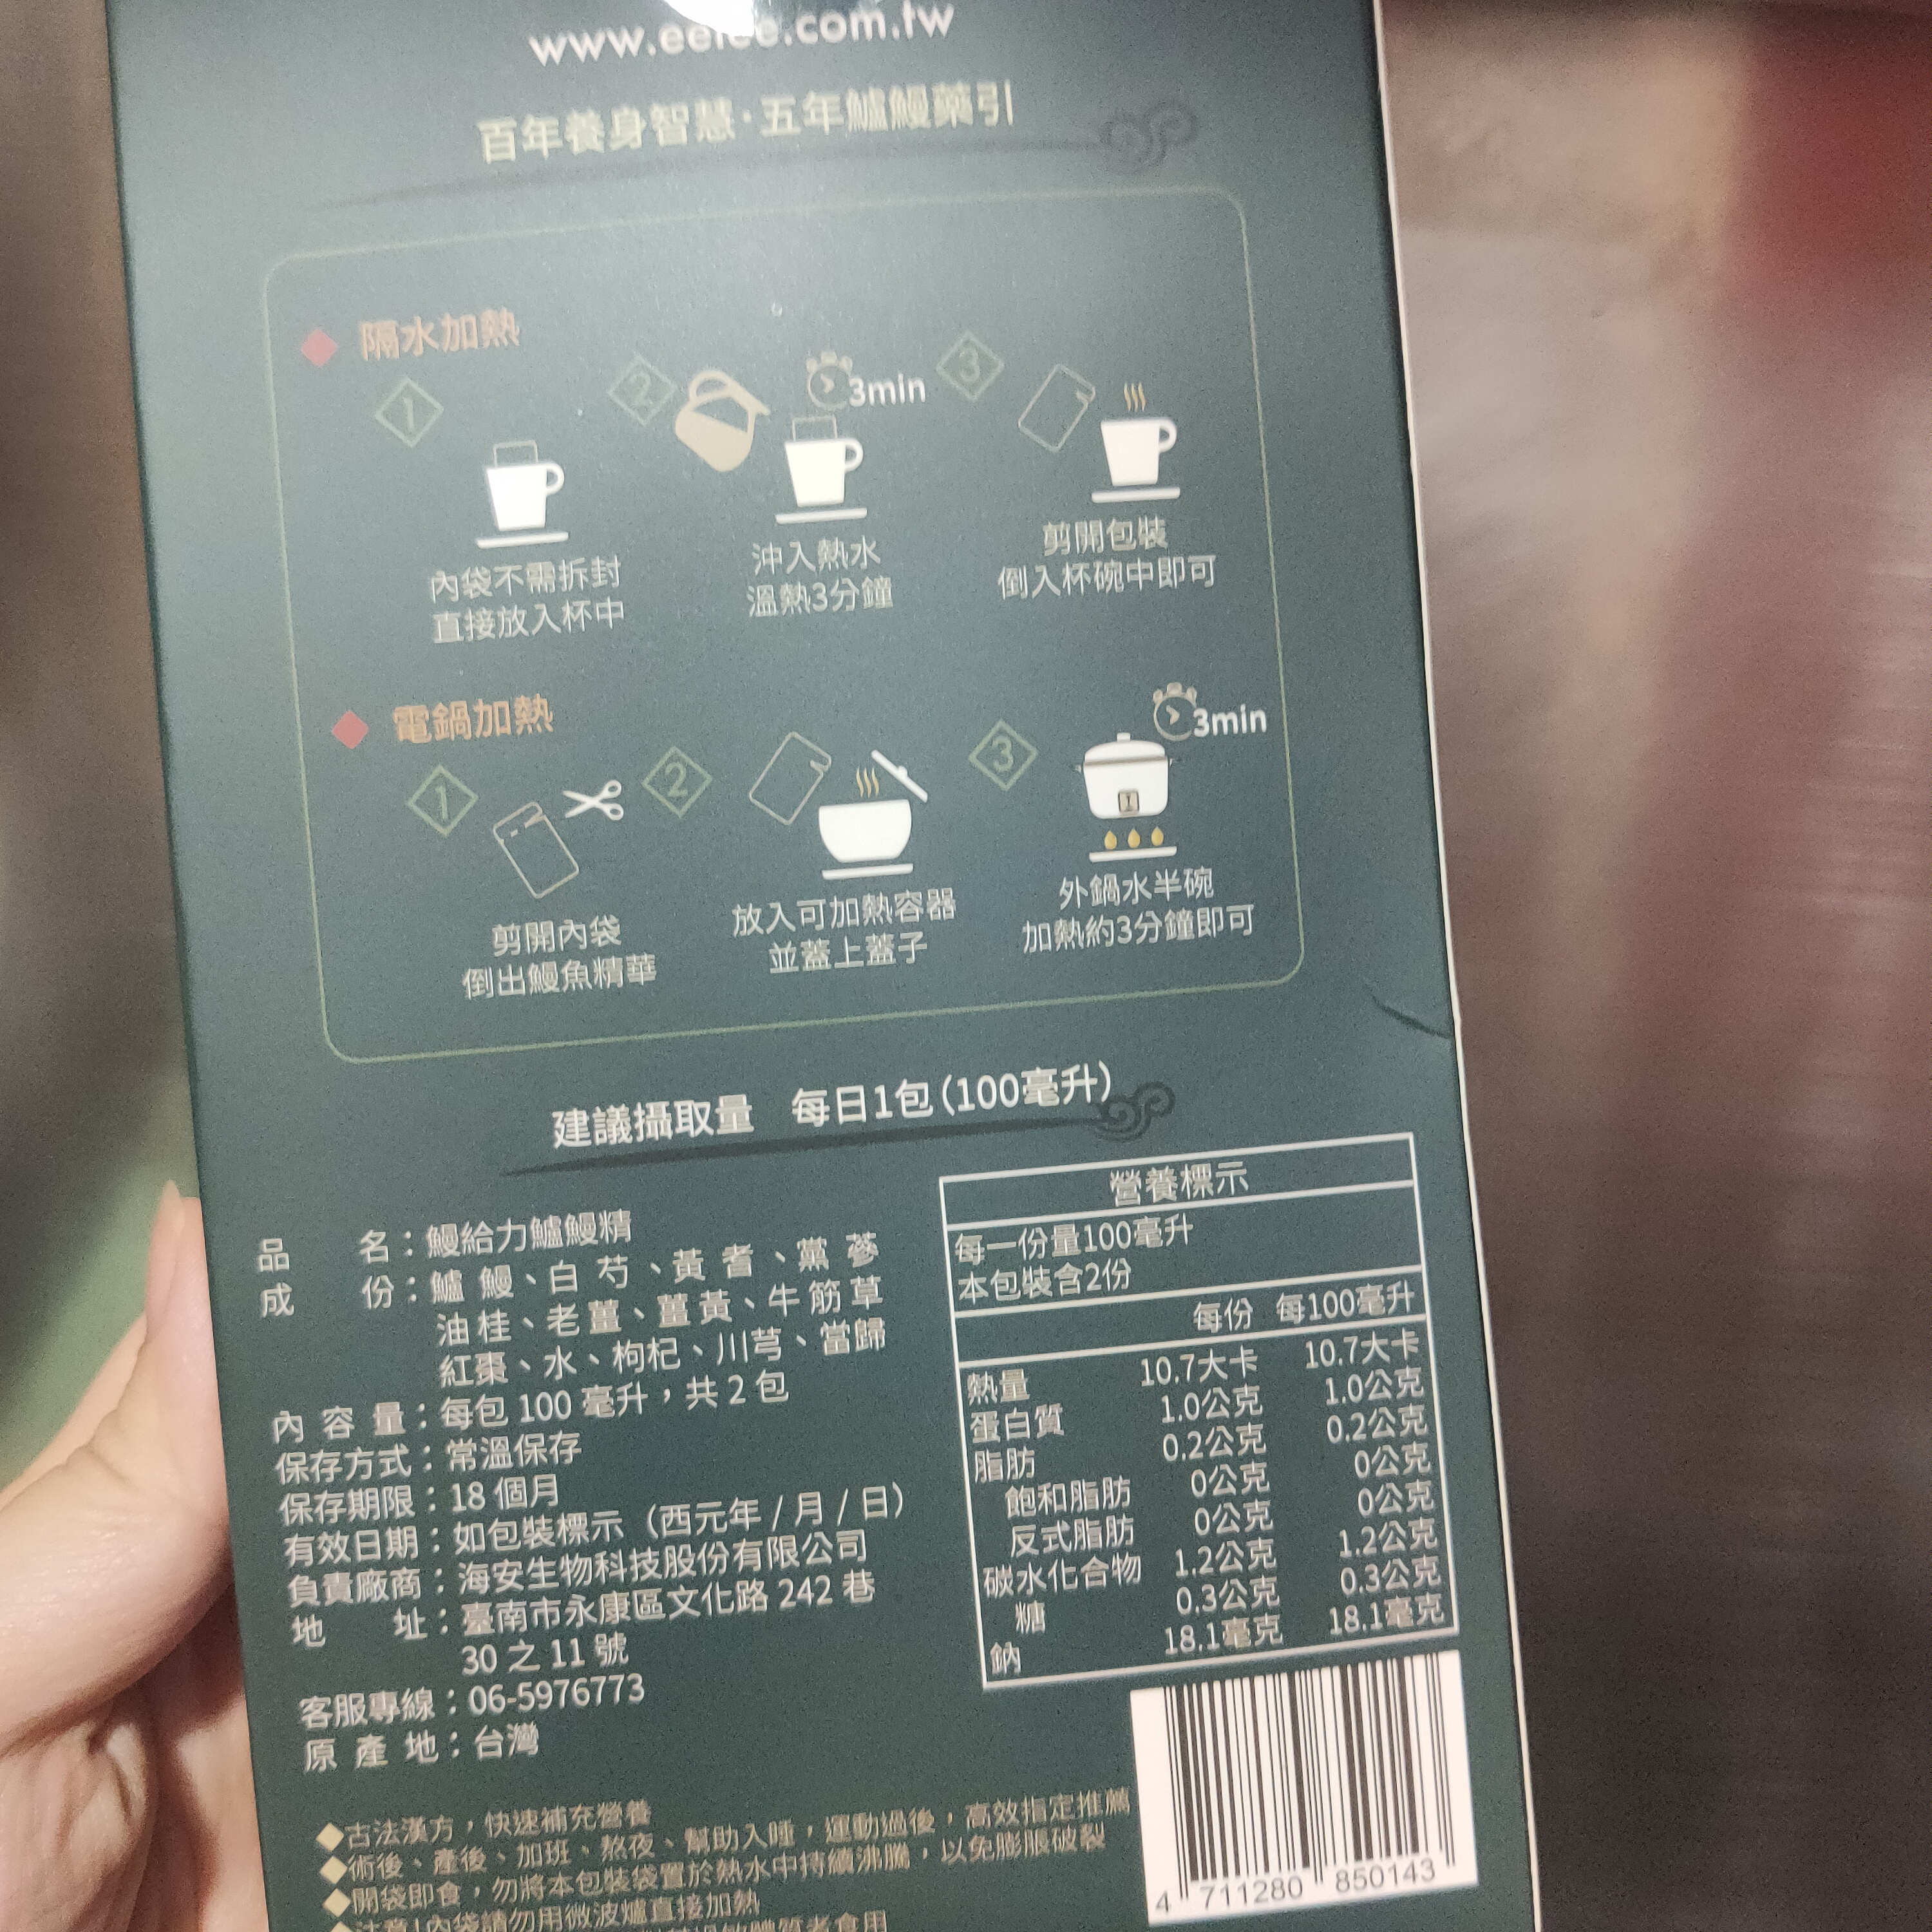 www.eelee.com.tw
百年養身智慧·五年鱸鰻藥引
隔水加熱
1
2
3min
3
內袋不需拆封
直接放入杯中
沖入熱水
溫熱3分鐘
剪開包裝
倒入杯碗中即可
電鍋加熱
1
2
3
3min
剪開內袋
倒出鰻魚精華
放入可加熱容器
並蓋上蓋子
外鍋水半碗
加熱約3分鐘即可
建議攝取量 每日1包(100毫升)
品名：鰻給力鱸鰻精
成份：鱸鰻、白芍、黃耆、黨蔘
油桂、老薑、薑黃、牛筋草
紅棗、水、枸杞、川芎、當歸
內容量：每包 100 毫升，共 2 包
保存方式：常溫保存
保存期限：18 個月
有效日期：如包裝標示（西元年 / 月 / 日）
負責廠商：海安生物科技股份有限公司
地址：臺南市永康區文化路 242 巷
30 之 11 號
客服專線：06-5976773
原產地：台灣
營養標示
每一份量100毫升
本包裝含2份
每份 每100毫升
熱量 10.7大卡 10.7大卡
蛋白質 1.0公克 1.0公克
脂肪 0.2公克 0.2公克
飽和脂肪 0公克 0公克
反式脂肪 0公克 0公克
碳水化合物 1.2公克 1.2公克
糖 0.3公克 0.3公克
鈉 18.1毫克 18.1毫克
◆古法漢方，快速補充營養
◆術後、產後、加班、熬夜、幫助入睡，運動過後，高效指定推薦
◆開袋即食，勿將本包裝袋置於熱水中持續沸騰，以免膨脹破裂
◆注意!內袋請勿用微波爐直接加熱
體質者食用
4 711280 850143